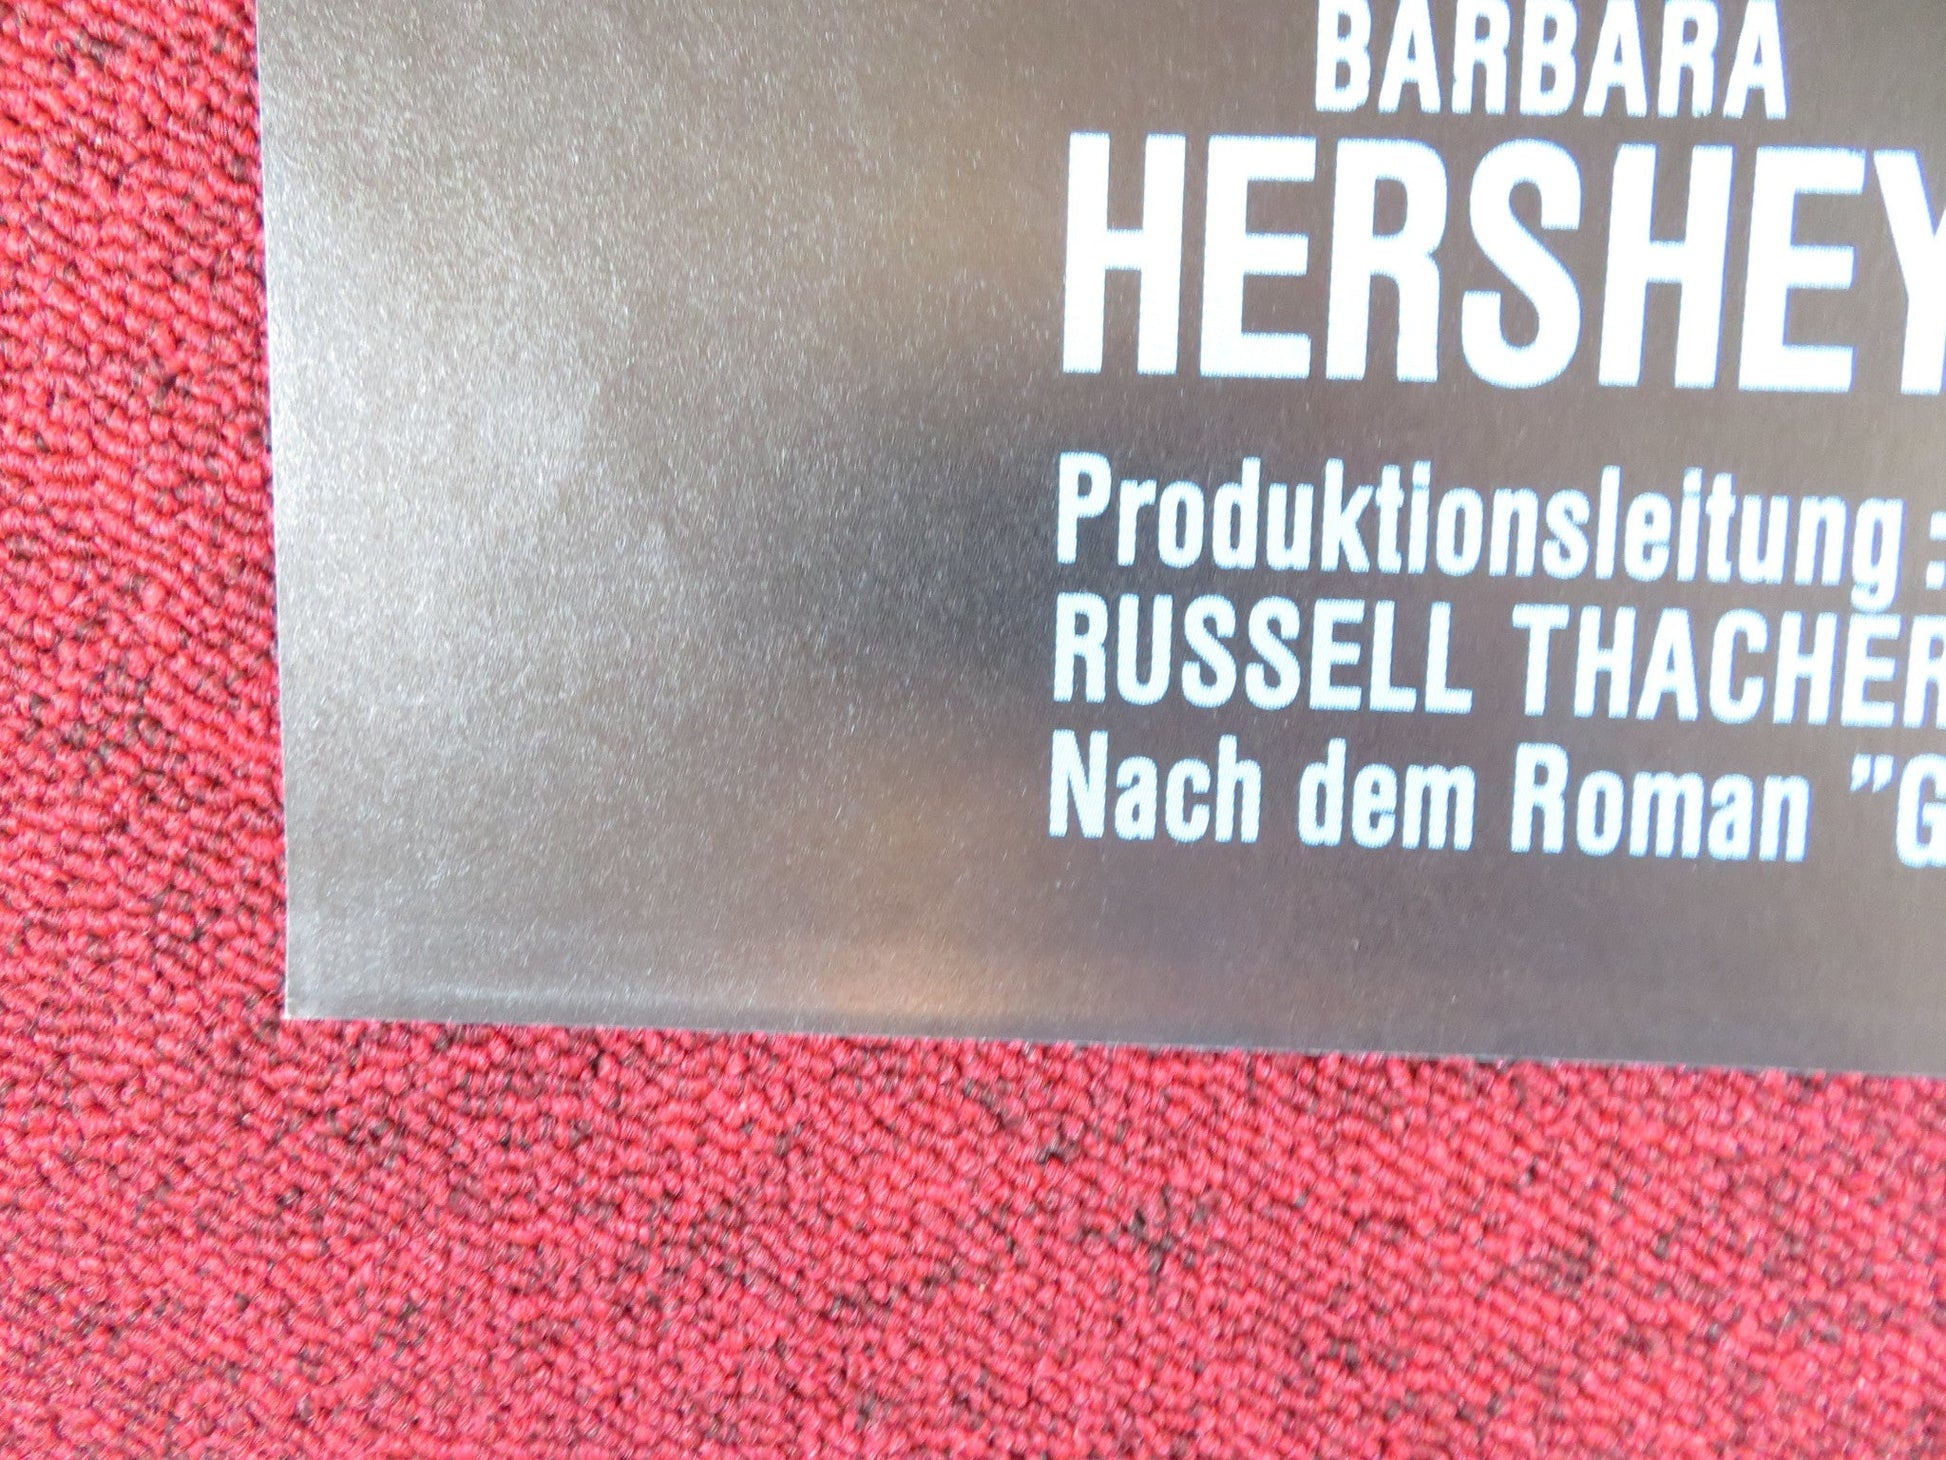 BARBARA
HERSHEY
Produktionsleitung :
RUSSELL THACHER
Nach dem Roman "G